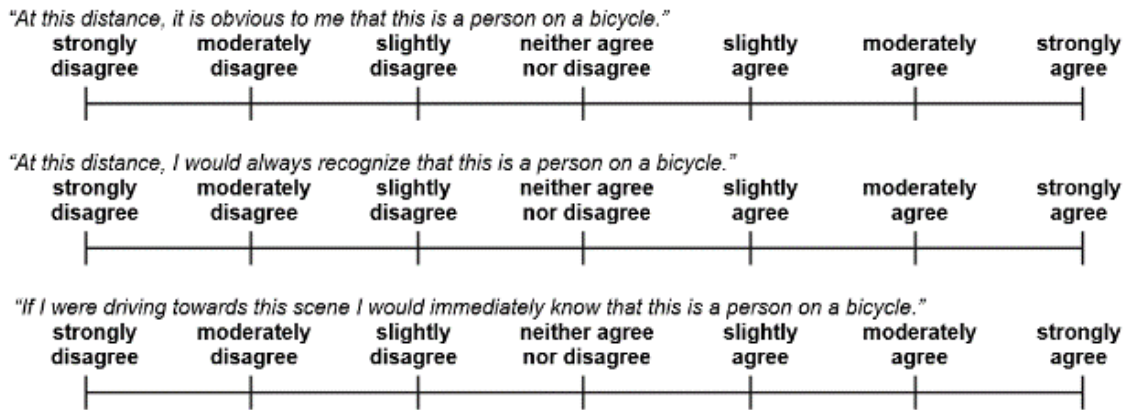 “At this distance, it is obvious to me that this is a person on a bicycle.”
strongly moderately slightly neither agree slightly moderately strongly
disagree disagree disagree nor disagree agree agree agree
“At this distance, I would always recognize that this is a person on a bicycle.”
strongly moderately slightly neither agree slightly moderately strongly
disagree disagree disagree nor disagree agree agree agree
“If I were driving towards this scene I would immediately know that this is a person on a bicycle.”
strongly moderately slightly neither agree slightly moderately strongly
disagree disagree disagree nor disagree agree agree agree